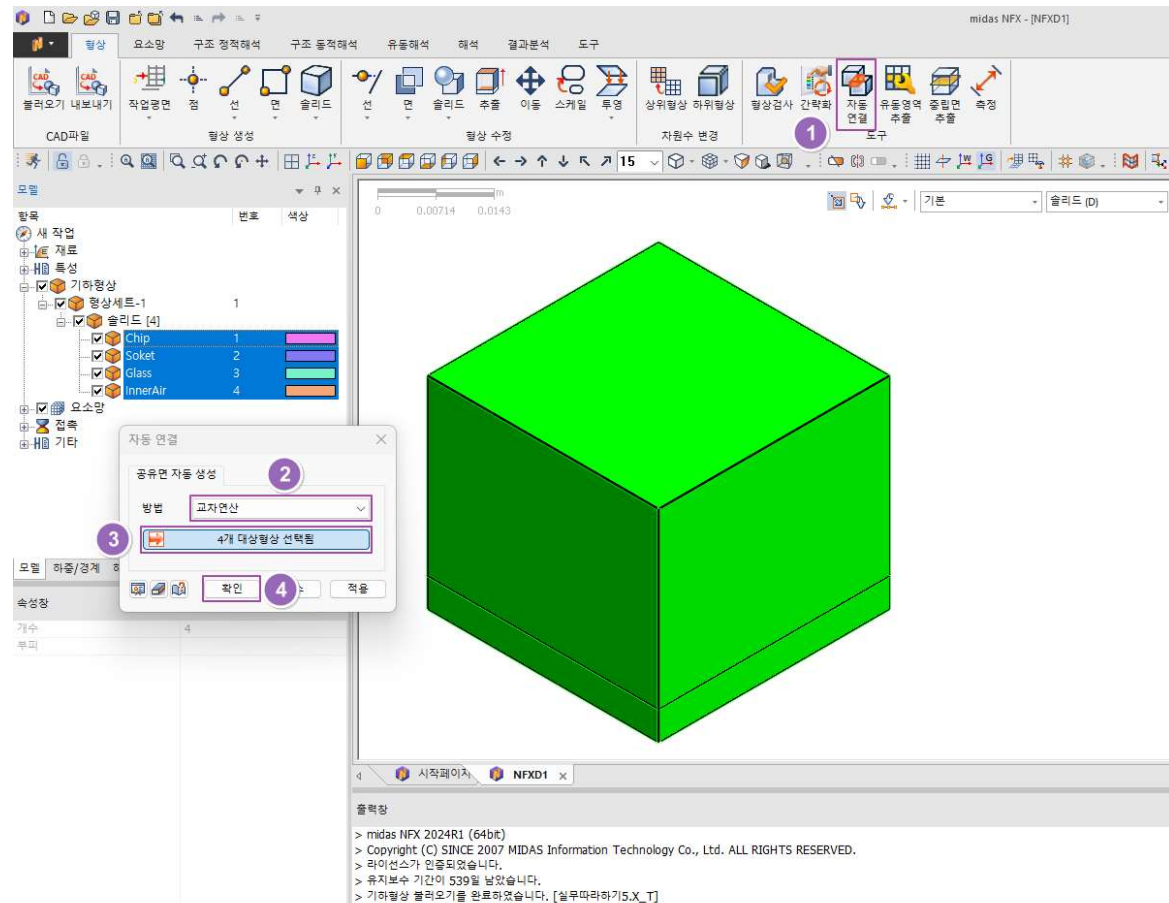 midas NFX - [NFXD1]
형상 요소망 구조 정적해석 구조 동적해석 유동해석 해석 결과분석 도구
CAD CAD
불러오기 내보내기 작업평면 점 선 면 솔리드 선 면 솔리드 추출 이동 스케일 투영 상위형상 하위형상 형상검사 간략화 자동 연결 유동영역 추출 중립면 추출 측정
1
CAD파일 형상 생성 형상 수정 차원수 변경 도구
15
모델
항목 번호 색상
새 작업
재료
특성
기하형상
형상세트-1 1
솔리드 [4]
Chip 1
Soket 2
Glass 3
InnerAir 4
요소망
접촉
기타
m
0 0.00714 0.0143
기본 솔리드 (D)
자동 연결
공유면 자동 생성 2
방법 교차연산
3 4개 대상형상 선택됨
확인 4 적용
모델 하중/경계
속성창
개수 4
부피
시작페이지 NFXD1
출력창
> midas NFX 2024R1 (64bit)
> Copyright (C) SINCE 2007 MIDAS Information Technology Co., Ltd. ALL RIGHTS RESERVED.
> 라이선스가 인증되었습니다.
> 유지보수 기간이 539일 남았습니다.
> 기하형상 불러오기를 완료하였습니다. [실무따라하기5.X_T]